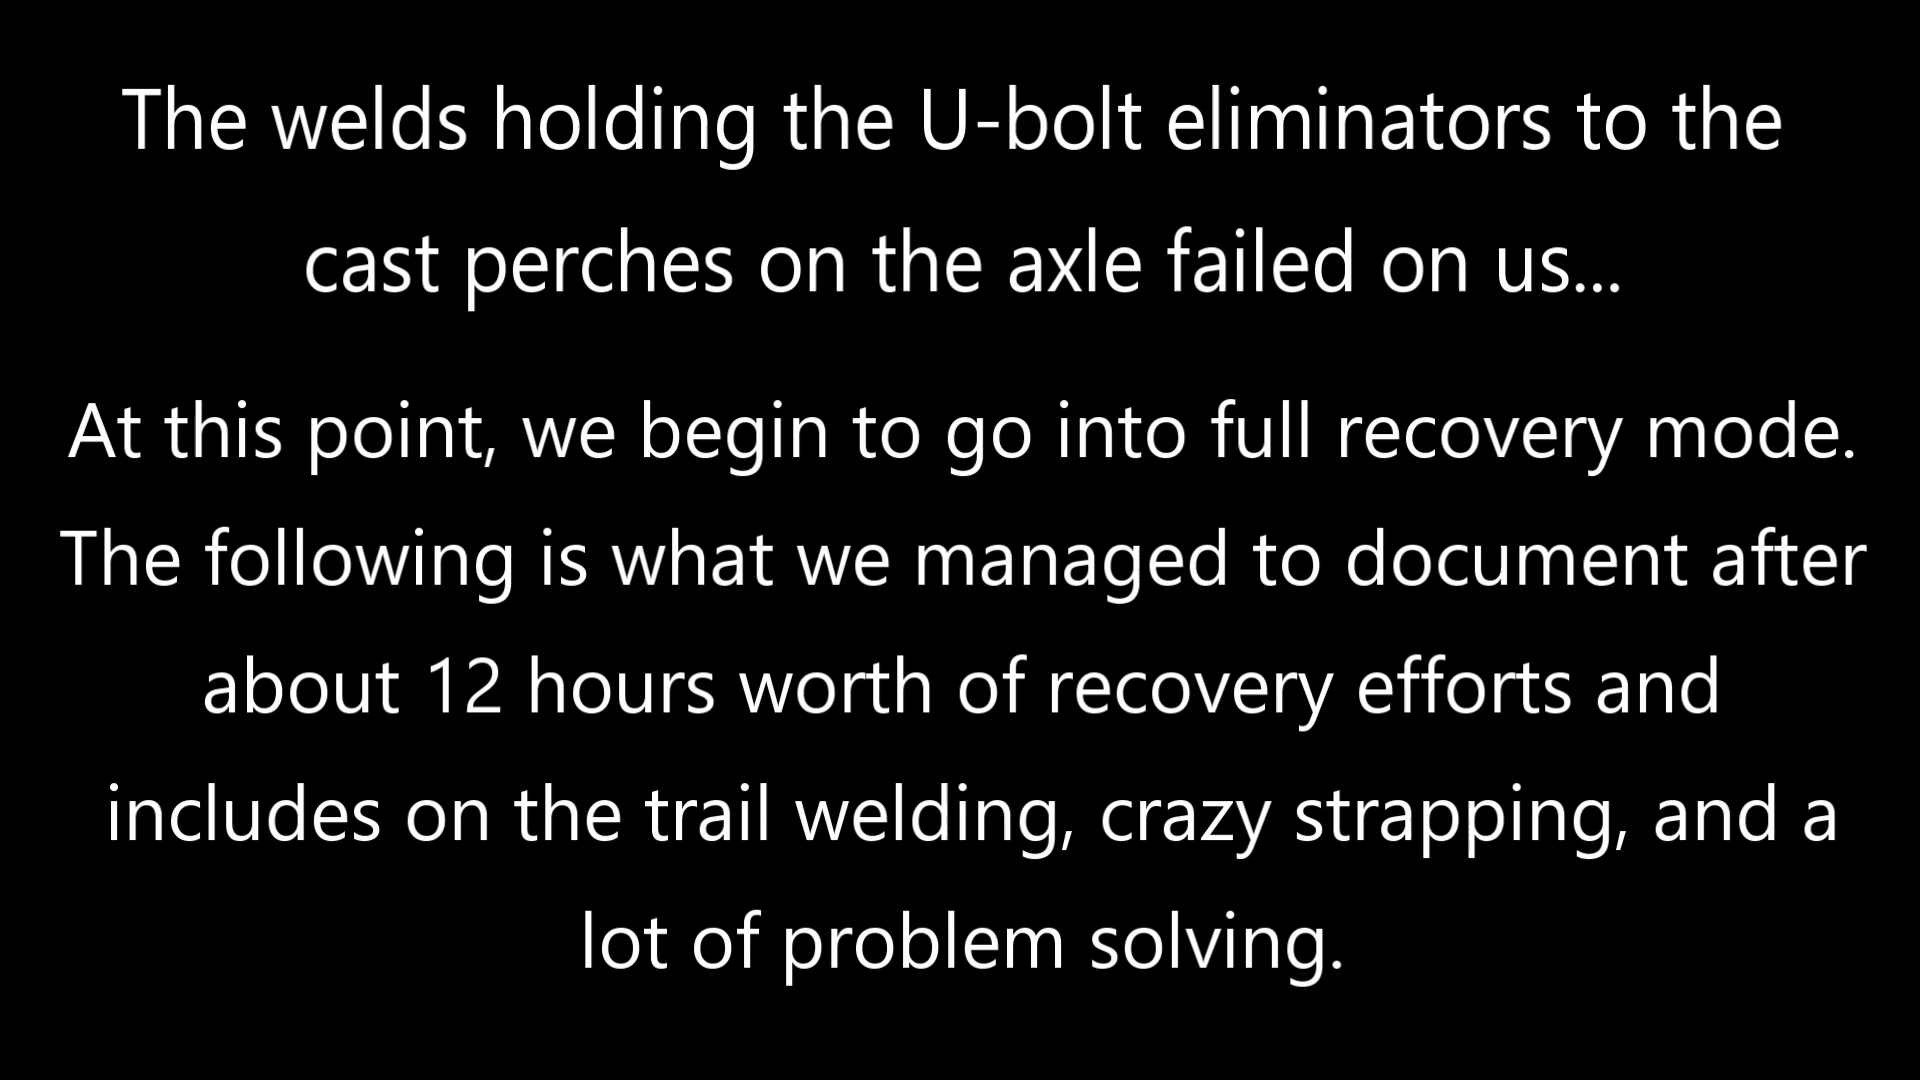 The welds holding the U-bolt eliminators to the
cast perches on the axle failed on us...
At this point, we begin to go into full recovery mode.
The following is what we managed to document after
about 12 hours worth of recovery efforts and
includes on the trail welding, crazy strapping, and a
lot of problem solving.